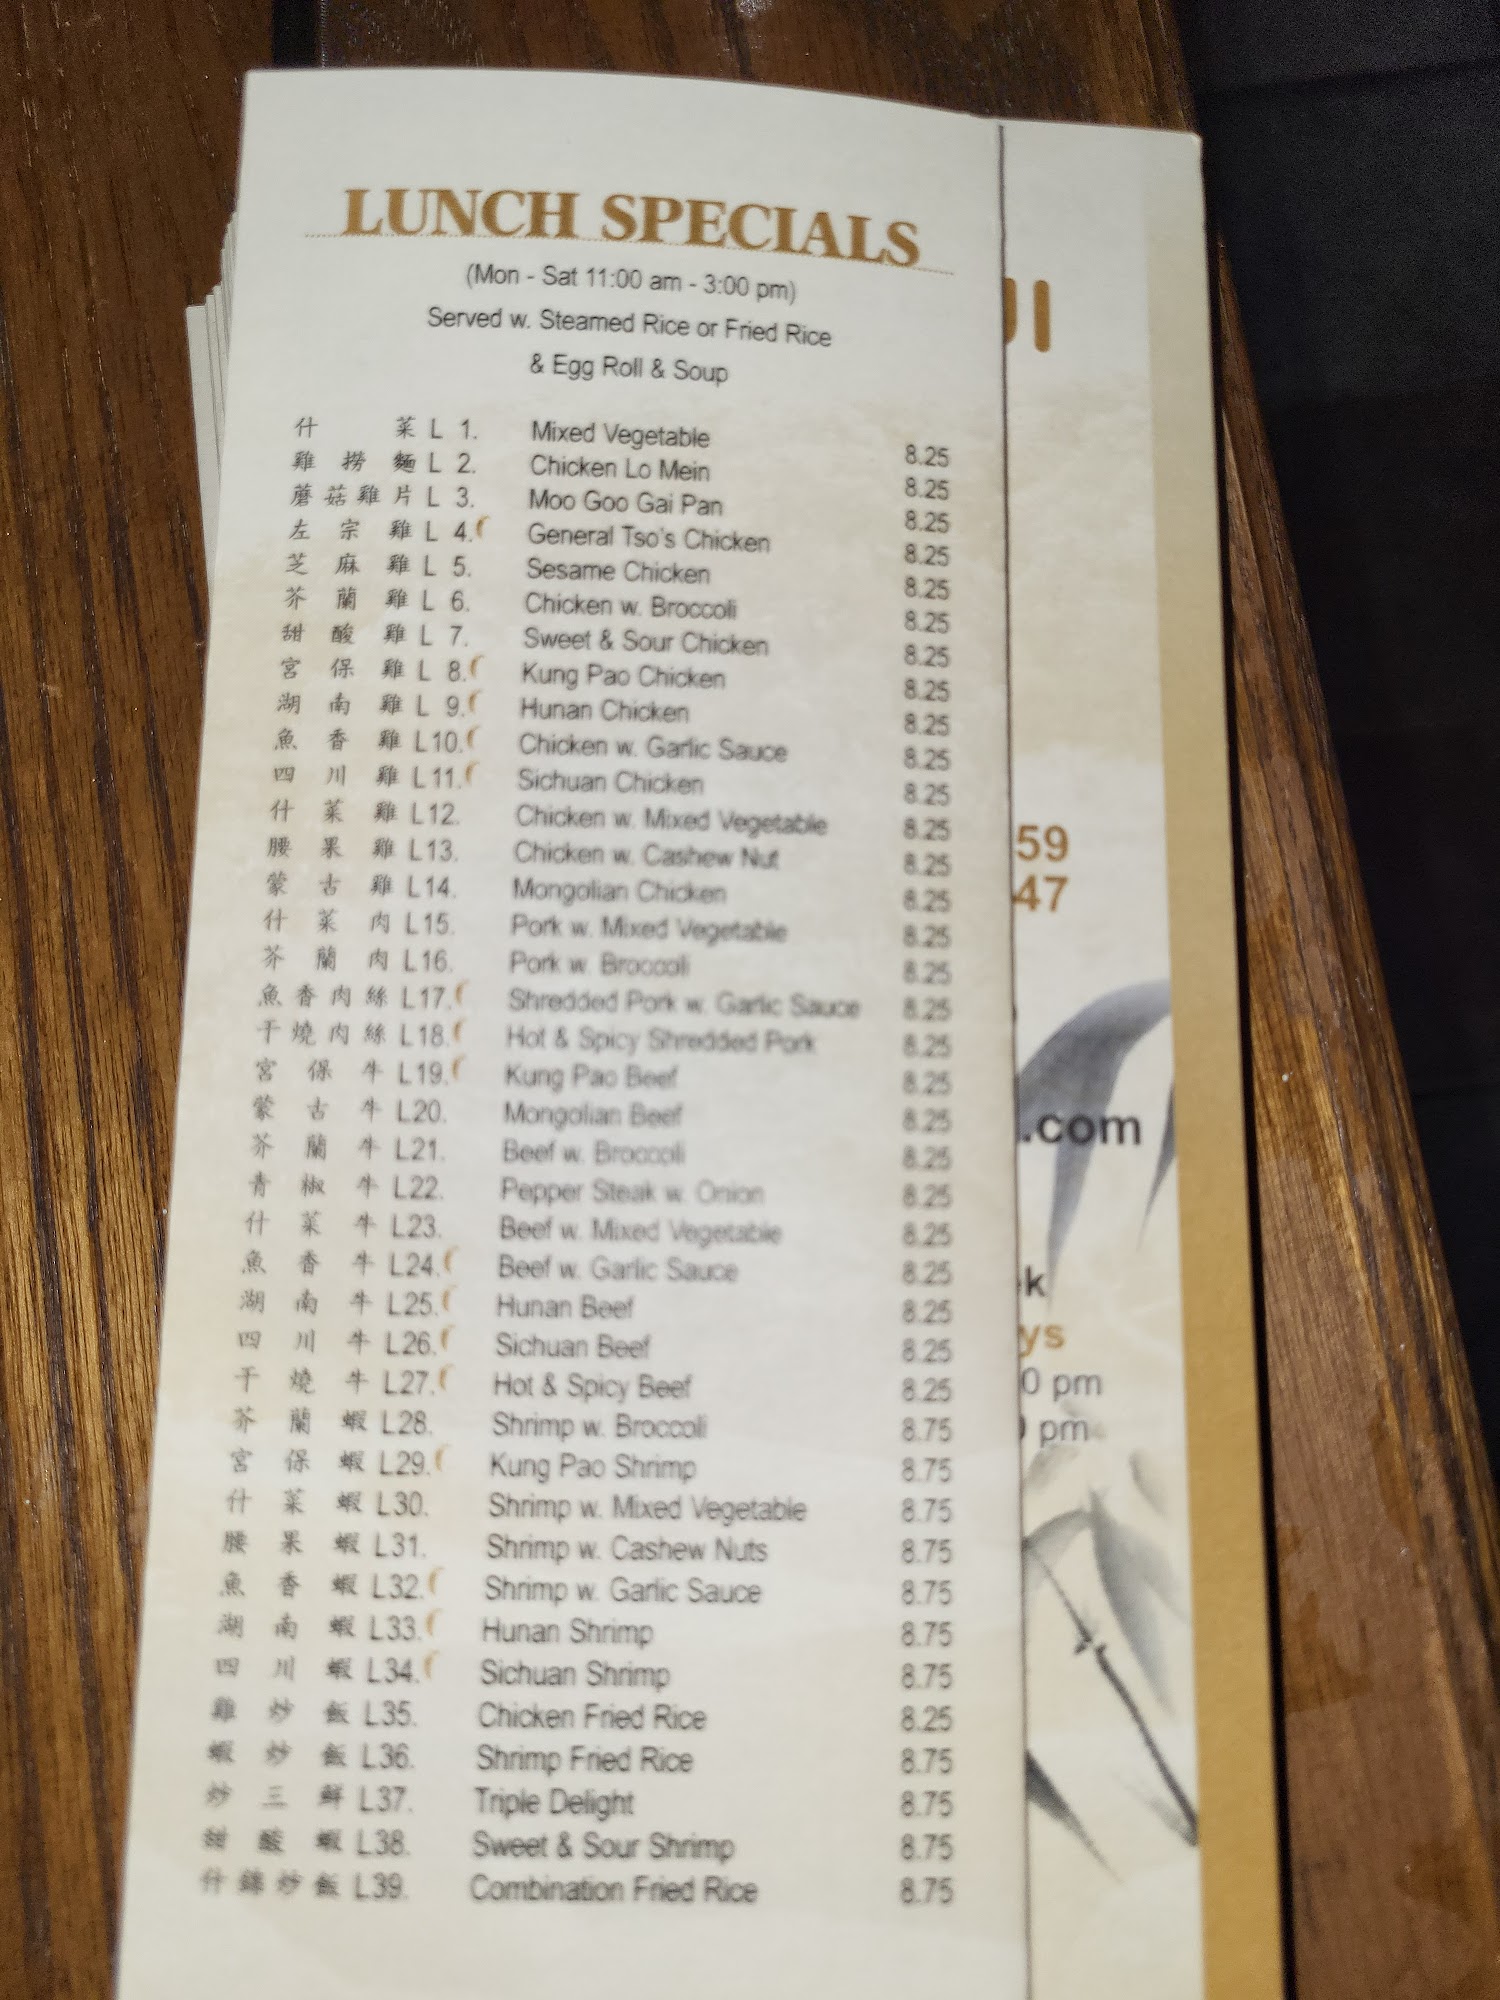 LUNCH SPECIALS
(Mon - Sat 11:00 am - 3:00 pm)
Served w. Steamed Rice or Fried Rice
& Egg Roll & Soup
什菜 L 1. Mixed Vegetable 8.25
雞撈麵 L 2. Chicken Lo Mein 8.25
蘑菇雞片 L 3. Moo Goo Gai Pan 8.25
左宗雞 L 4. General Tso's Chicken 8.25
芝麻雞 L 5. Sesame Chicken 8.25
芥蘭雞 L 6. Chicken w. Broccoli 8.25
甜酸雞 L 7. Sweet & Sour Chicken 8.25
宮保雞 L 8. Kung Pao Chicken 8.25
湖南雞 L 9. Hunan Chicken 8.25
魚香雞 L10. Chicken w. Garlic Sauce 8.25
四川雞 L11. Sichuan Chicken 8.25
什菜雞 L12. Chicken w. Mixed Vegetable 8.25
腰果雞 L13. Chicken w. Cashew Nut 8.25
蒙古雞 L14. Mongolian Chicken 8.25
什菜肉 L15. Pork w. Mixed Vegetable 8.25
芥蘭肉 L16. Pork w. Broccoli 8.25
魚香肉絲 L17. Shredded Pork w. Garlic Sauce 8.25
干燒肉絲 L18. Hot & Spicy Shredded Pork 8.25
宮保牛 L19. Kung Pao Beef 8.25
蒙古牛 L20. Mongolian Beef 8.25
芥蘭牛 L21. Beef w. Broccoli 8.25
青椒牛 L22. Pepper Steak w. Onion 8.25
什菜牛 L23. Beef w. Mixed Vegetable 8.25
魚香牛 L24. Beef w. Garlic Sauce 8.25
湖南牛 L25. Hunan Beef 8.25
四川牛 L26. Sichuan Beef 8.25
干燒牛 L27. Hot & Spicy Beef 8.25
芥蘭蝦 L28. Shrimp w. Broccoli 8.75
宮保蝦 L29. Kung Pao Shrimp 8.75
什菜蝦 L30. Shrimp w. Mixed Vegetable 8.75
腰果蝦 L31. Shrimp w. Cashew Nuts 8.75
魚香蝦 L32. Shrimp w. Garlic Sauce 8.75
湖南蝦 L33. Hunan Shrimp 8.75
四川蝦 L34. Sichuan Shrimp 8.75
雞炒飯 L35. Chicken Fried Rice 8.25
蝦炒飯 L36. Shrimp Fried Rice 8.75
炒三鮮 L37. Triple Delight 8.75
甜酸蝦 L38. Sweet & Sour Shrimp 8.75
什錦炒飯 L39. Combination Fried Rice 8.75
59
47
.com
ys
0 pm
pm